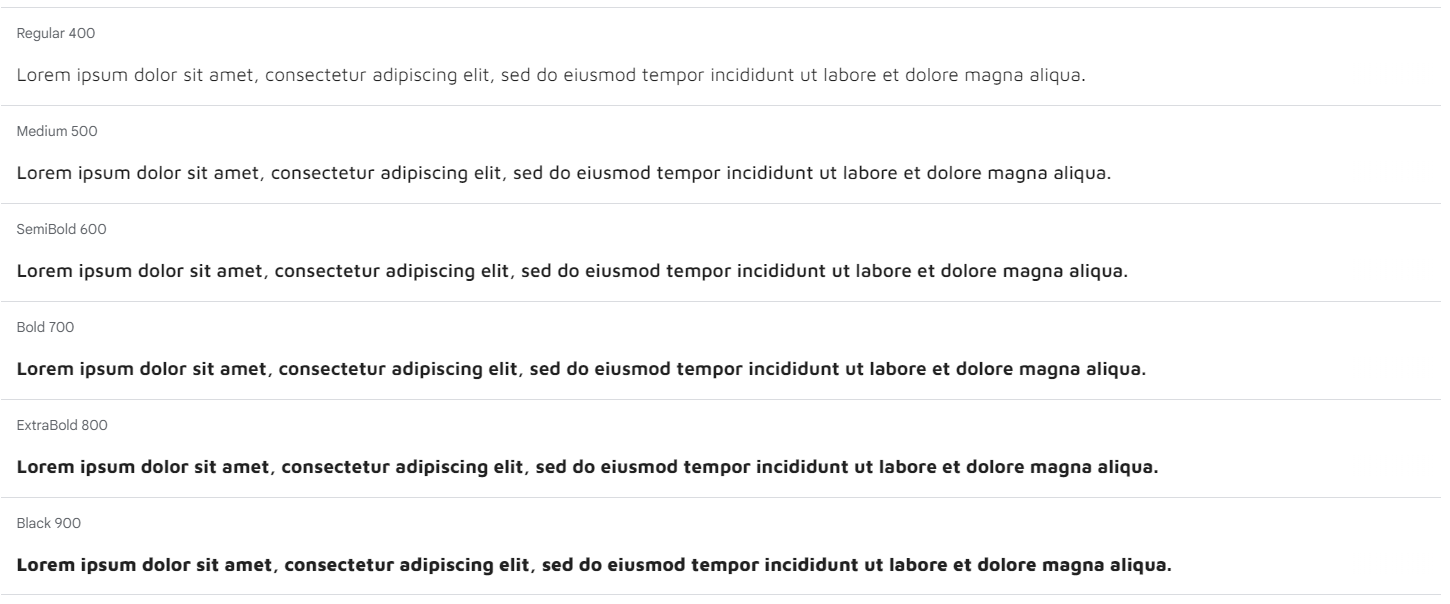 Regular 400
Lorem ipsum dolor sit amet, consectetur adipiscing elit, sed do eiusmod tempor incididunt ut labore et dolore magna aliqua.
Medium 500
Lorem ipsum dolor sit amet, consectetur adipiscing elit, sed do eiusmod tempor incididunt ut labore et dolore magna aliqua.
SemiBold 600
Lorem ipsum dolor sit amet, consectetur adipiscing elit, sed do eiusmod tempor incididunt ut labore et dolore magna aliqua.
Bold 700
Lorem ipsum dolor sit amet, consectetur adipiscing elit, sed do eiusmod tempor incididunt ut labore et dolore magna aliqua.
ExtraBold 800
Lorem ipsum dolor sit amet, consectetur adipiscing elit, sed do eiusmod tempor incididunt ut labore et dolore magna aliqua.
Black 900
Lorem ipsum dolor sit amet, consectetur adipiscing elit, sed do eiusmod tempor incididunt ut labore et dolore magna aliqua.